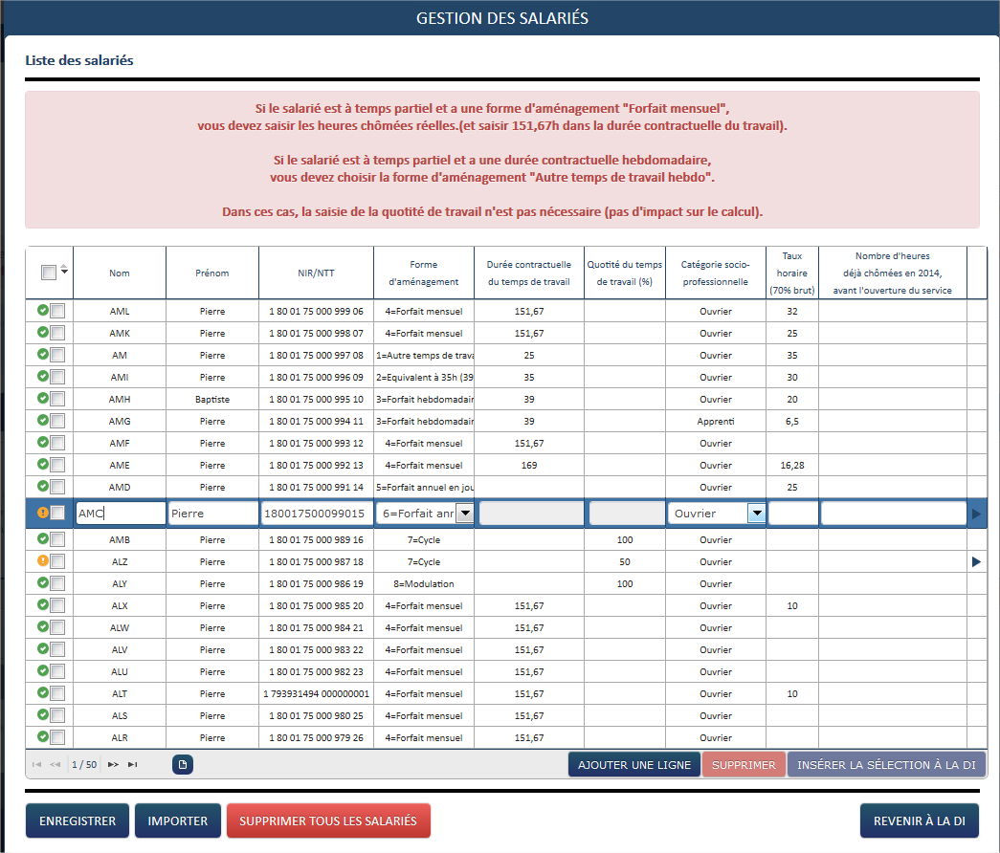 GESTION DES SALARIÉS
Liste des salariés
Si le salarié est à temps partiel et a une forme d'aménagement "Forfait mensuel",
vous devez saisir les heures chômées réelles.(et saisir 151,67h dans la durée contractuelle du travail).
Si le salarié est à temps partiel et a une durée contractuelle hebdomadaire,
vous devez choisir la forme d'aménagement "Autre temps de travail hebdo".
Dans ces cas, la saisie de la quotité de travail n'est pas nécessaire (pas d'impact sur le calcul).
Nom Prénom NIR/NTT Forme d'aménagement Durée contractuelle du temps de travail Quotité du temps de travail (%) Catégorie socio-professionnelle Taux horaire (70% brut) Nombre d'heures déjà chômées en 2014, avant l'ouverture du service
AML Pierre 1 80 01 75 000 999 06 4=Forfait mensuel 151,67 Ouvrier 32
AMK Pierre 1 80 01 75 000 998 07 4=Forfait mensuel 151,67 Ouvrier 25
AM Pierre 1 80 01 75 000 997 08 1=Autre temps de trava 25 Ouvrier 35
AMI Pierre 1 80 01 75 000 996 09 2=Equivalent à 35h (39 35 Ouvrier 30
AMH Baptiste 1 80 01 75 000 995 10 3=Forfait hebdomadair 39 Ouvrier 20
AMG Pierre 1 80 01 75 000 994 11 3=Forfait hebdomadair 39 Apprenti 6,5
AMF Pierre 1 80 01 75 000 993 12 4=Forfait mensuel 151,67 Ouvrier
AME Pierre 1 80 01 75 000 992 13 4=Forfait mensuel 169 Ouvrier 16,28
AMD Pierre 1 80 01 75 000 991 14 5=Forfait annuel en jou Ouvrier 25
AMC Pierre 180017500099015 6=Forfait anr Ouvrier
AMB Pierre 1 80 01 75 000 989 16 7=Cycle 100 Ouvrier
ALZ Pierre 1 80 01 75 000 987 18 7=Cycle 50 Ouvrier
ALY Pierre 1 80 01 75 000 986 19 8=Modulation 100 Ouvrier
ALX Pierre 1 80 01 75 000 985 20 4=Forfait mensuel 151,67 Ouvrier 10
ALW Pierre 1 80 01 75 000 984 21 4=Forfait mensuel 151,67 Ouvrier
ALV Pierre 1 80 01 75 000 983 22 4=Forfait mensuel 151,67 Ouvrier
ALU Pierre 1 80 01 75 000 982 23 4=Forfait mensuel 151,67 Ouvrier
ALT Pierre 1 793931494 000000001 4=Forfait mensuel 151,67 Ouvrier 10
ALS Pierre 1 80 01 75 000 980 25 4=Forfait mensuel 151,67 Ouvrier
ALR Pierre 1 80 01 75 000 979 26 4=Forfait mensuel 151,67 Ouvrier
1 / 50 AJOUTER UNE LIGNE SUPPRIMER INSÉRER LA SÉLECTION À LA DI
ENREGISTRER IMPORTER SUPPRIMER TOUS LES SALARIÉS REVENIR À LA DI